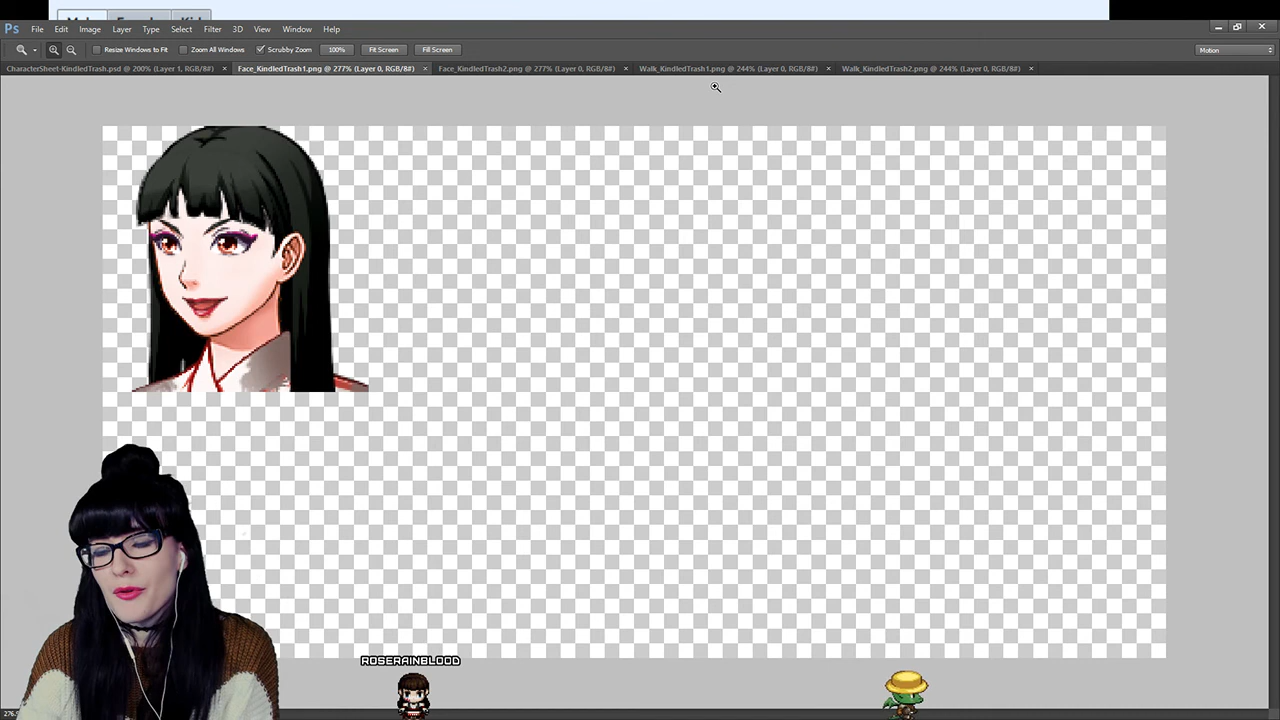 Ps File Edit Image Layer Type Select Filter 3D View Window Help
Resize Windows to Fit Zoom All Windows Scrubby Zoom 100% Fit Screen Fill Screen Motion
CharacterSheet-KindledTrash.psd @ 200% (Layer 1, RGB/8#) × Face_KindledTrash1.png @ 277% (Layer 0, RGB/8#) × Face_KindledTrash2.png @ 277% (Layer 0, RGB/8#) × Walk_KindledTrash1.png @ 244% (Layer 0, RGB/8#) × Walk_KindledTrash2.png @ 244% (Layer 0, RGB/8#) ×
ROSERAINBLOOD